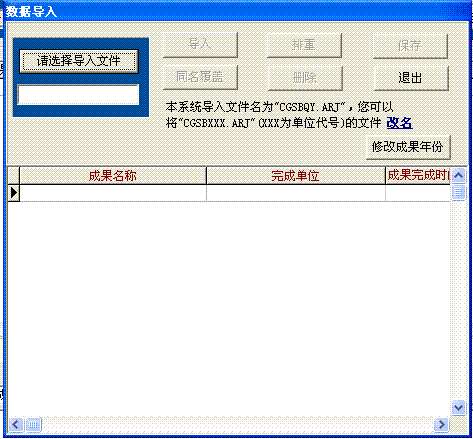 数据导入
请选择导入文件
导入
排重
保存
同名覆盖
删除
退出
本系统导入文件名为“CGSBQY.ARJ”，您可以
将“CGSBXXX.ARJ”(XXX为单位代号)的文件 改名
修改成果年份
成果名称
完成单位
成果完成时间